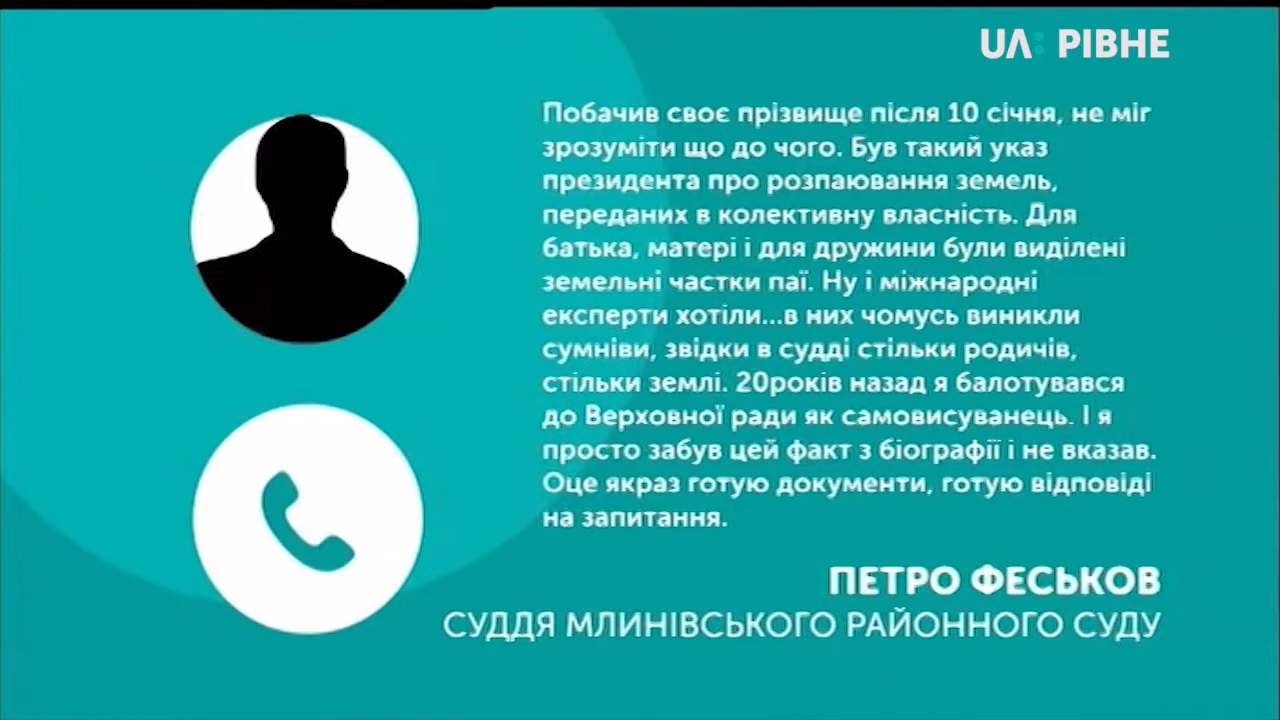 UA: РІВНЕ
Побачив своє прізвище після 10 січня, не міг
зрозуміти що до чого. Був такий указ
президента про розпаювання земель,
переданих в колективну власність. Для
батька, матері і для дружини були виділені
земельні частки паї. Ну і міжнародні
експерти хотіли...в них чомусь виникли
сумніви, звідки в судді стільки родичів,
стільки землі. 20років назад я балотувався
до Верховної ради як самовисуванець. І я
просто забув цей факт з біографії і не вказав.
Оце якраз готую документи, готую відповіді
на запитання.
ПЕТРО ФЕСЬКОВ
СУДДЯ МЛИНІВСЬКОГО РАЙОННОГО СУДУ